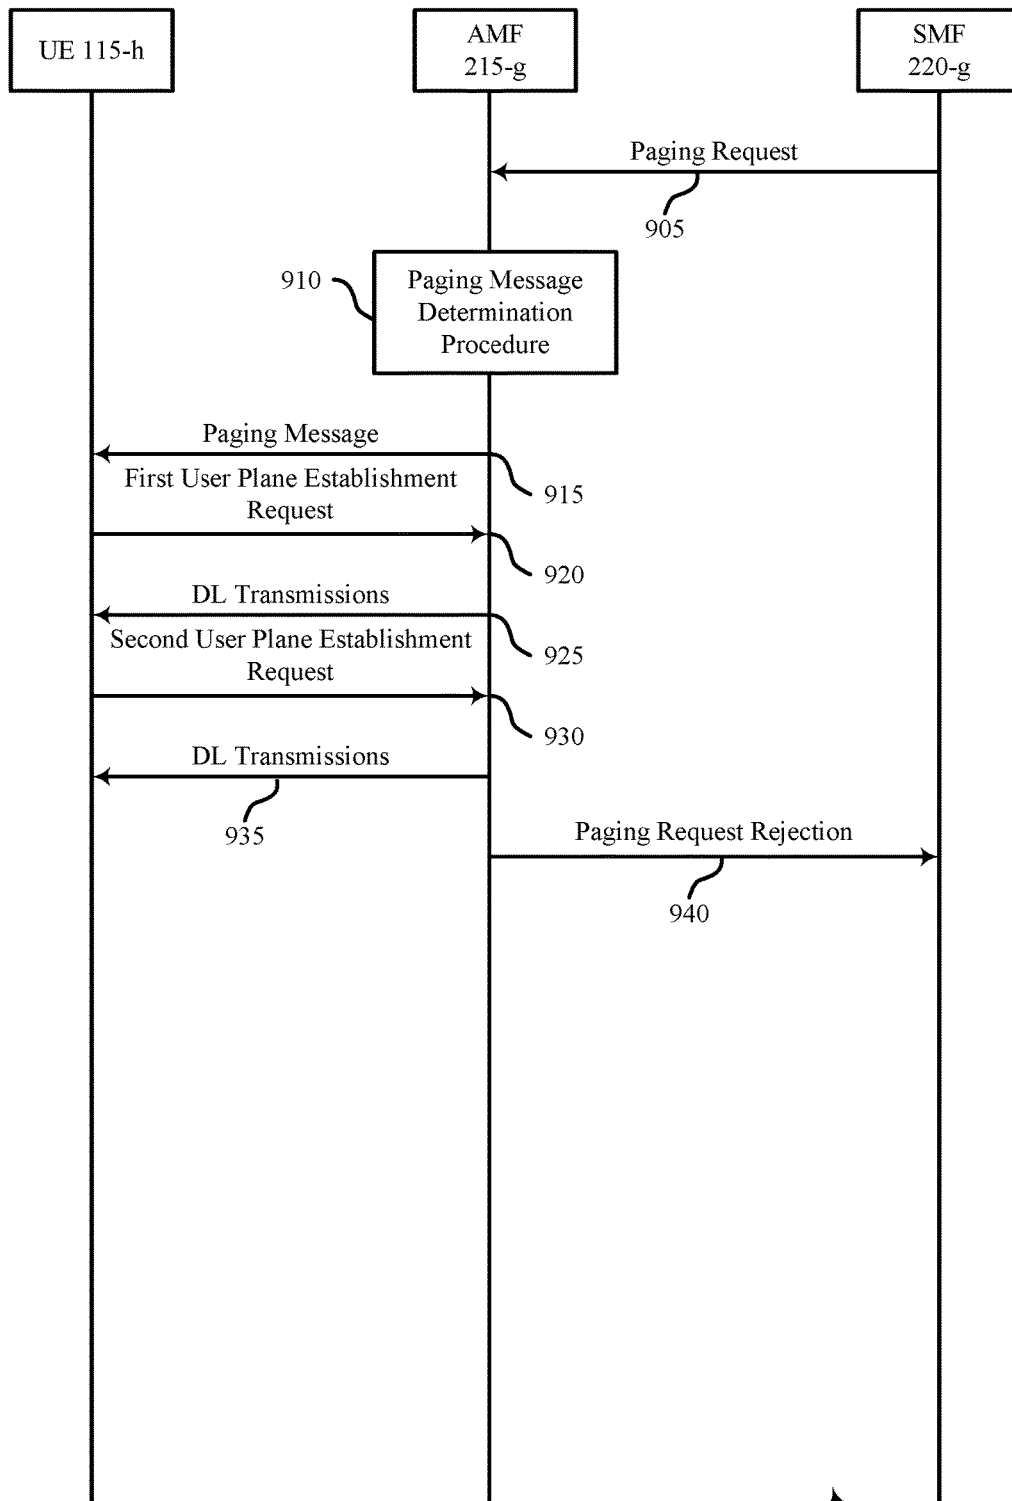 UE 115-h
AMF
215-g
SMF
220-g
Paging Request
905
910
Paging Message
Determination
Procedure
Paging Message
915
First User Plane Establishment
Request
920
DL Transmissions
925
Second User Plane Establishment
Request
930
DL Transmissions
935
Paging Request Rejection
940